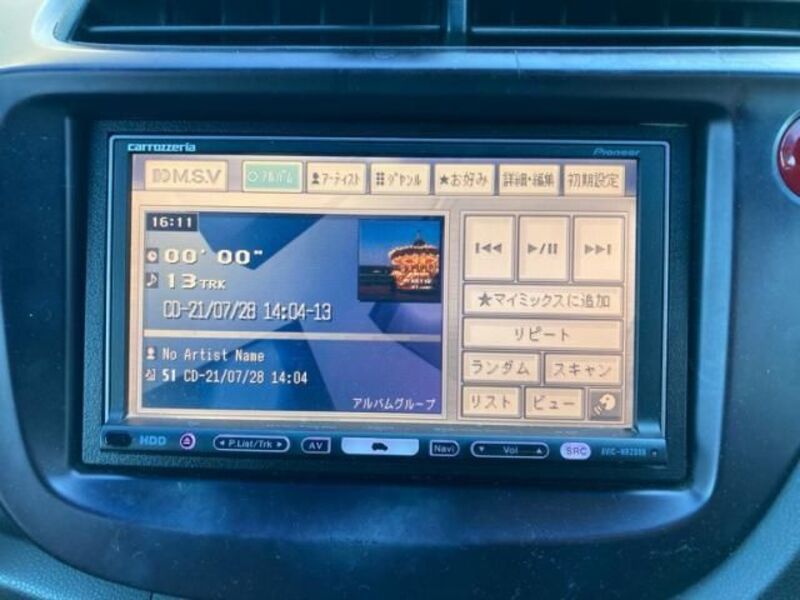 carrozzeria
Pioneer
M.S.V アルバム アーティスト ジャンル ★お好み 詳細・編集 初期設定
16:11
00' 00"
13TRK
CD-21/07/28 14:04-13
No Artist Name
51 CD-21/07/28 14:04
アルバムグループ
★マイミックスに追加
リピート
ランダム スキャン
リスト ビュー
HDD P.List/Trk AV Navi Vol SRC